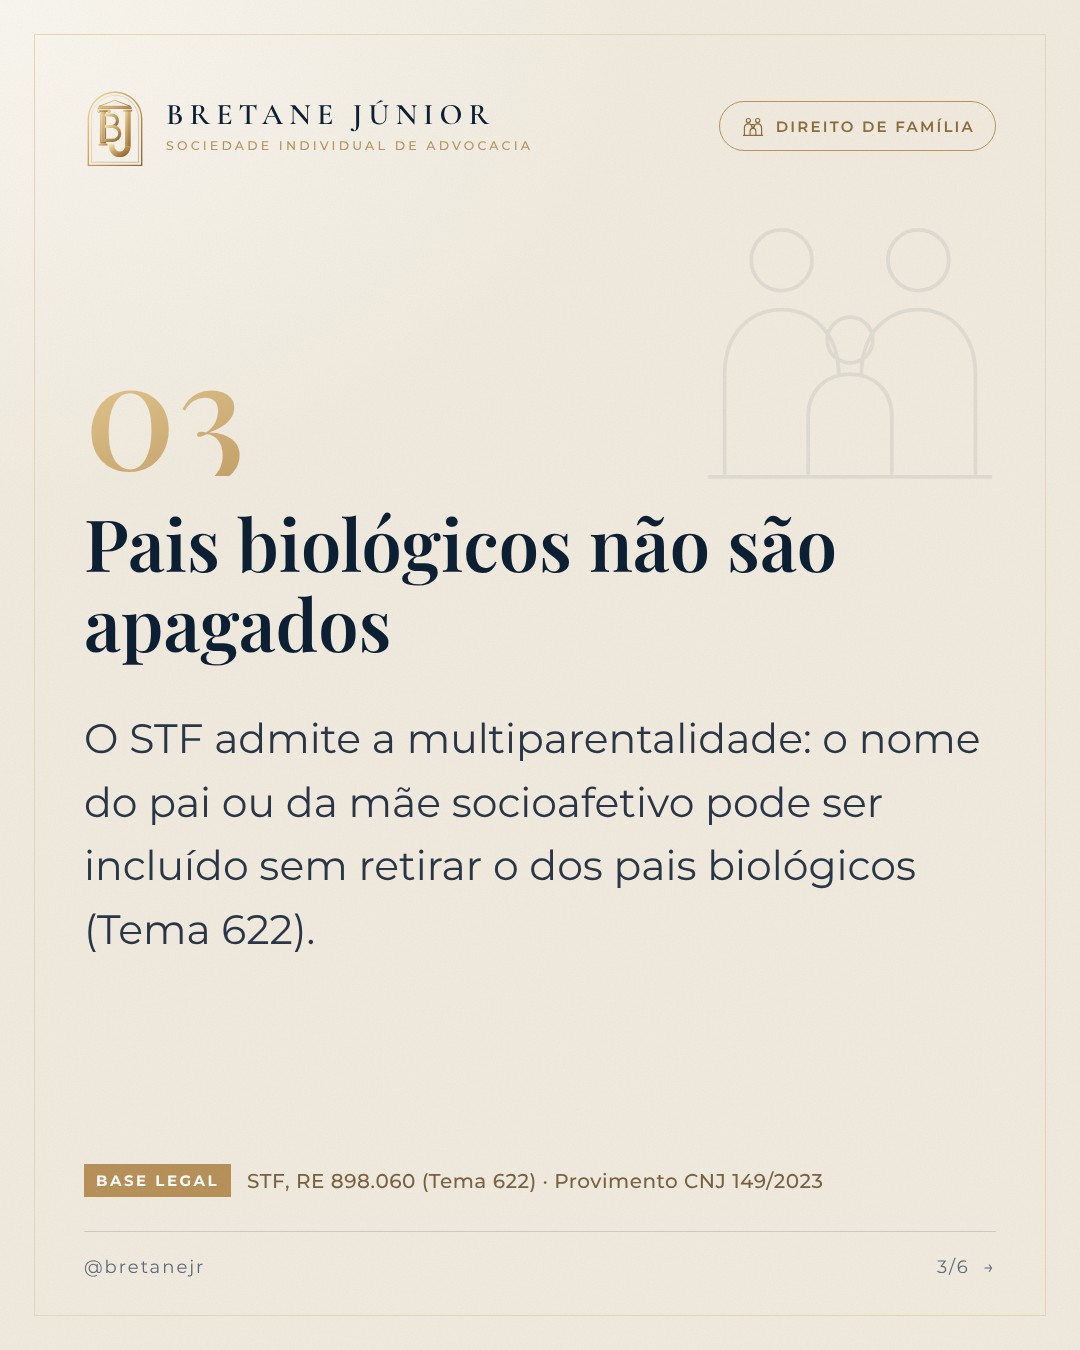 BJ
BRETANE JÚNIOR
SOCIEDADE INDIVIDUAL DE ADVOCACIA
DIREITO DE FAMÍLIA
03
Pais biológicos não são
apagados
O STF admite a multiparentalidade: o nome
do pai ou da mãe socioafetivo pode ser
incluído sem retirar o dos pais biológicos
(Tema 622).
BASE LEGAL STF, RE 898.060 (Tema 622) · Provimento CNJ 149/2023
@bretanejr
3/6 →